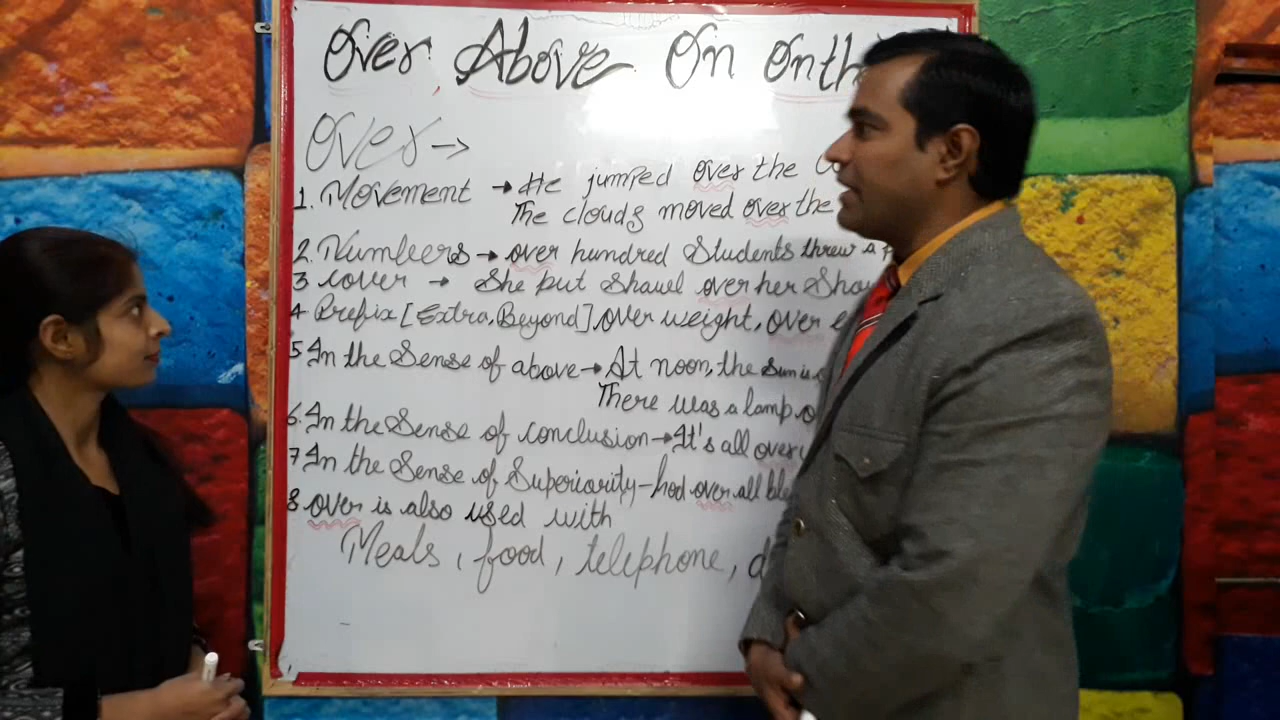 Over Above On Onth
Over →
1. Movement → He jumped over the
The clouds moved over the
2. Numbers → over hundred Students threw
3 cover → She put Shawl over her
4 Prefix [Extra, Beyond], over weight, over
5 In the Sense of above → At noon, the Sun is
There was a lamp
6. In the Sense of conclusion → It's all over
7 In the Sense of Superiarity - hod over all
8 over is also used with
Meals, food, telephone,